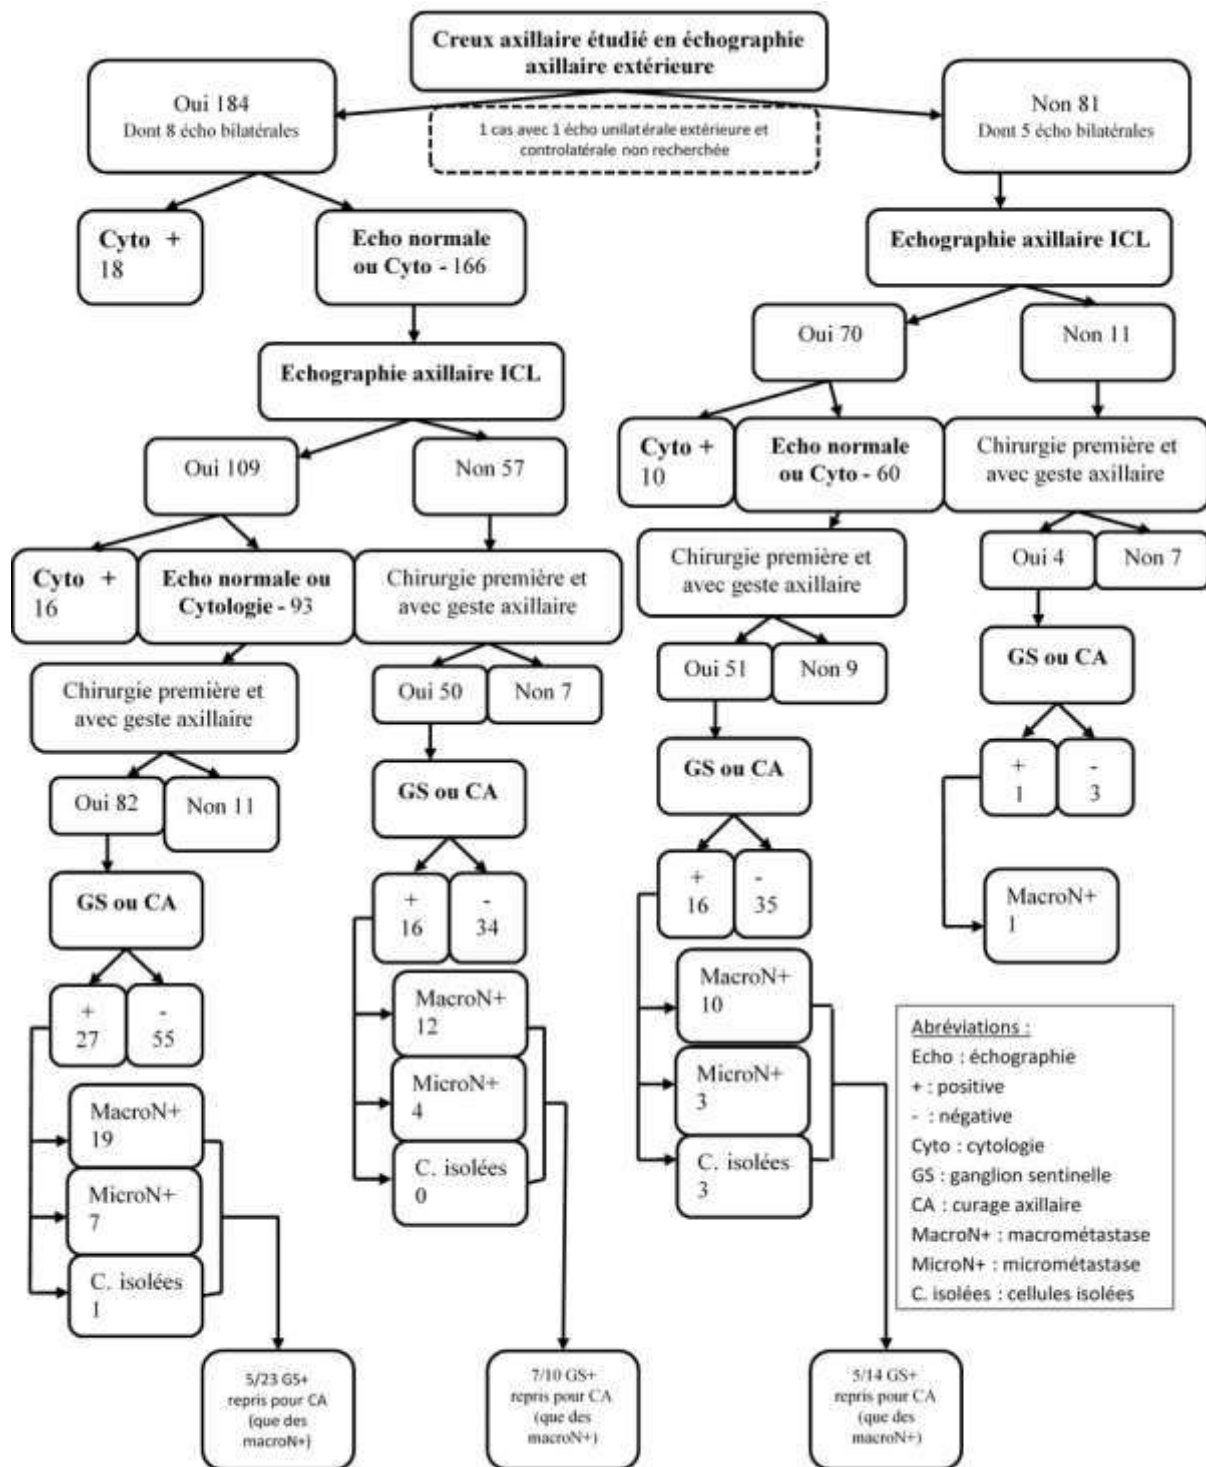 Creux axillaire étudié en échographie
axillaire extérieure
Oui 184
Dont 8 écho bilatérales
1 cas avec 1 écho unilatérale extérieure et
controlatérale non recherchée
Non 81
Dont 5 écho bilatérales
Cyto +
18
Echo normale
ou Cyto - 166
Echographie axillaire ICL
Oui 109
Non 57
Cyto +
16
Echo normale ou
Cytologie - 93
Chirurgie première et
avec geste axillaire
Chirurgie première et
avec geste axillaire
Oui 82
Non 11
GS ou CA
+
27
-
55
MacroN+
19
MicroN+
7
C. isolées
1
5/23 GS+
repris pour CA
(que des
macroN+)
Oui 50
Non 7
GS ou CA
+
16
-
34
MacroN+
12
MicroN+
4
C. isolées
0
7/10 GS+
repris pour CA
(que des
macroN+)
Echographie axillaire ICL
Oui 70
Non 11
Cyto +
10
Echo normale
ou Cyto - 60
Chirurgie première et
avec geste axillaire
Chirurgie première et
avec geste axillaire
Oui 51
Non 9
GS ou CA
+
16
-
35
MacroN+
10
MicroN+
3
C. isolées
3
5/14 GS+
repris pour CA
(que des
macroN+)
Oui 4
Non 7
GS ou CA
+
1
-
3
MacroN+
1
Abréviations :
Echo : échographie
+ : positive
- : négative
Cyto : cytologie
GS : ganglion sentinelle
CA : curage axillaire
MacroN+ : macrométastase
MicroN+ : micrométastase
C. isolées : cellules isolées